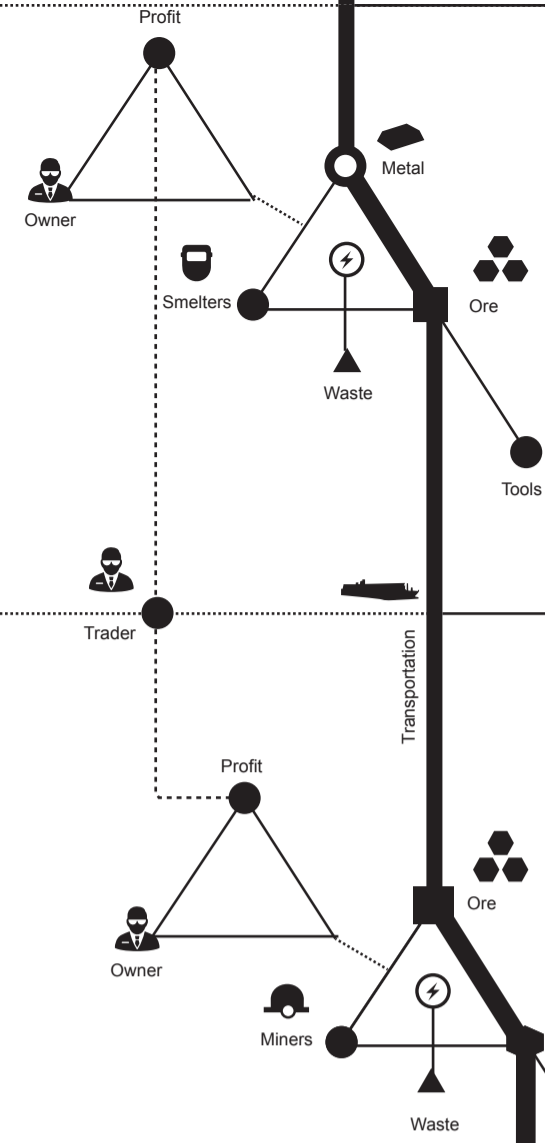 Profit
Metal
Owner
Smelters
Ore
Waste
Tools
Trader
Transportation
Profit
Ore
Owner
Miners
Waste